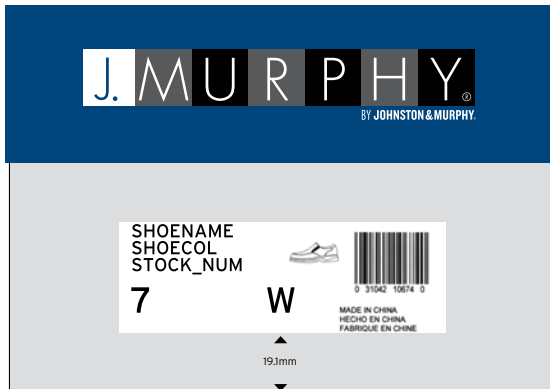 J.MURPHY®
BY JOHNSTON & MURPHY.
SHOENAME
SHOECOL
STOCK_NUM
7 W
0 31042 10674 0
MADE IN CHINA
HECHO EN CHINA
FABRIQUE EN CHINE
19.1mm